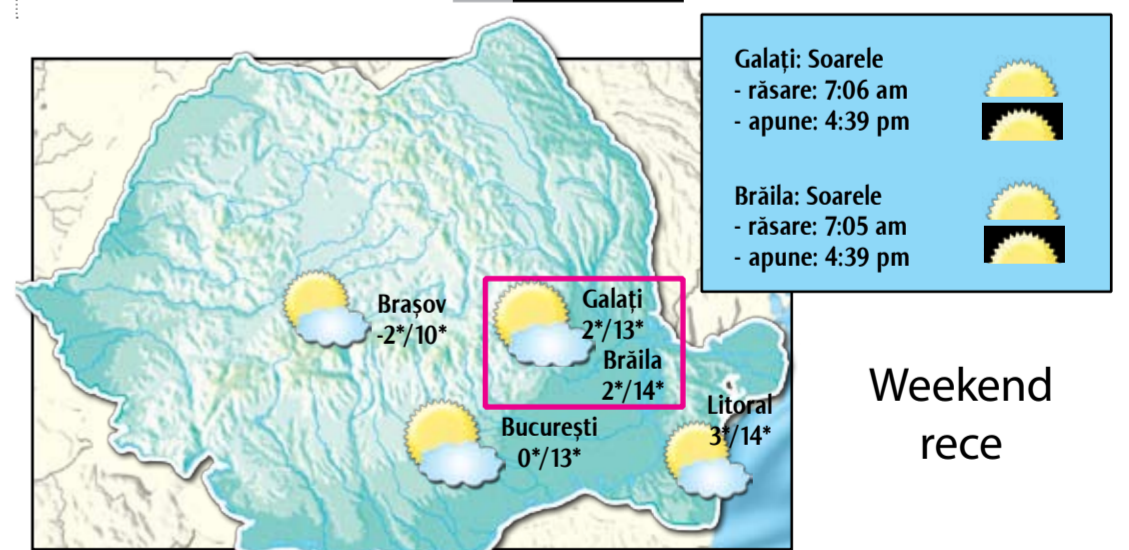 Galați: Soarele
- răsare: 7:06 am
- apune: 4:39 pm
Brăila: Soarele
- răsare: 7:05 am
- apune: 4:39 pm
Brașov
-2*/10*
Galați
2*/13*
Brăila
2*/14*
București
0*/13*
Litoral
3*/14*
Weekend
rece